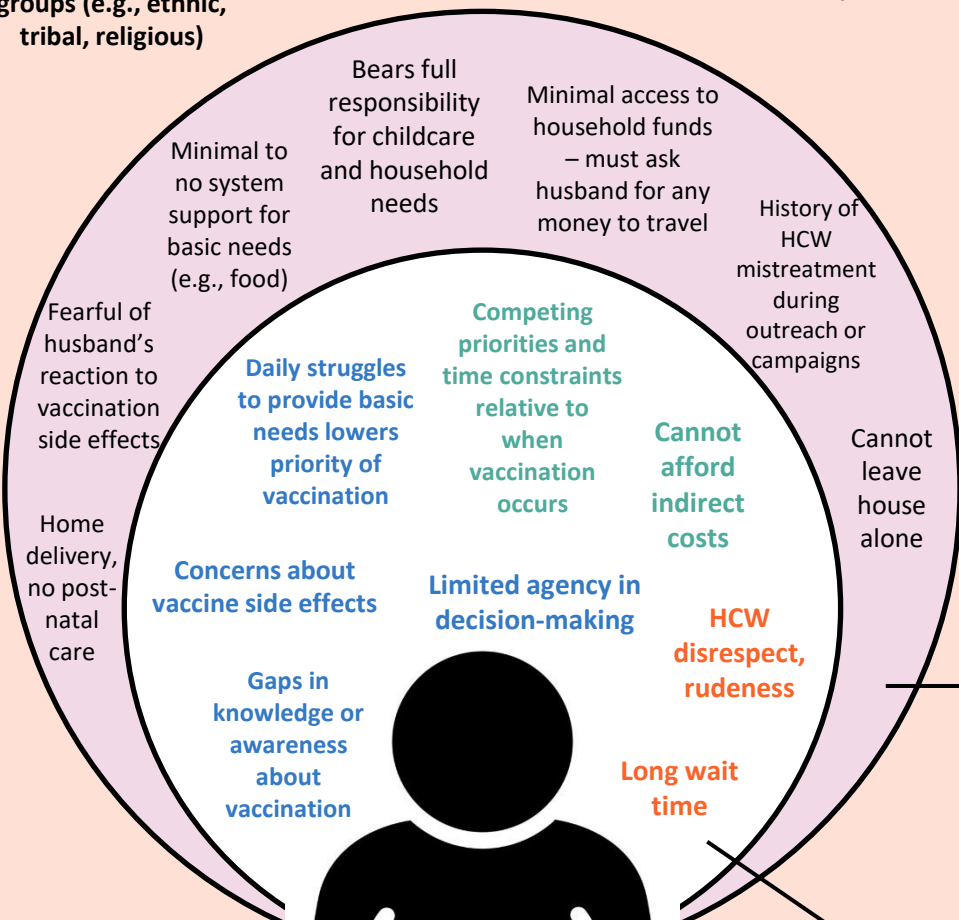 groups (e.g., ethnic,
tribal, religious)
Bears full
responsibility
for childcare
and household
needs
Minimal access to
household funds
– must ask
husband for any
money to travel
Minimal to
no system
support for
basic needs
(e.g., food)
History of
HCW
mistreatment
during
outreach or
campaigns
Fearful of
husband’s
reaction to
vaccination
side effects
Cannot
leave
house
alone
Home
delivery,
no post-
natal
care
Daily struggles
to provide basic
needs lowers
priority of
vaccination
Competing
priorities and
time constraints
relative to
when
vaccination
occurs
Cannot
afford
indirect
costs
Concerns about
vaccine side effects
Limited agency in
decision-making
HCW
disrespect,
rudeness
Gaps in
knowledge or
awareness
about
vaccination
Long wait
time